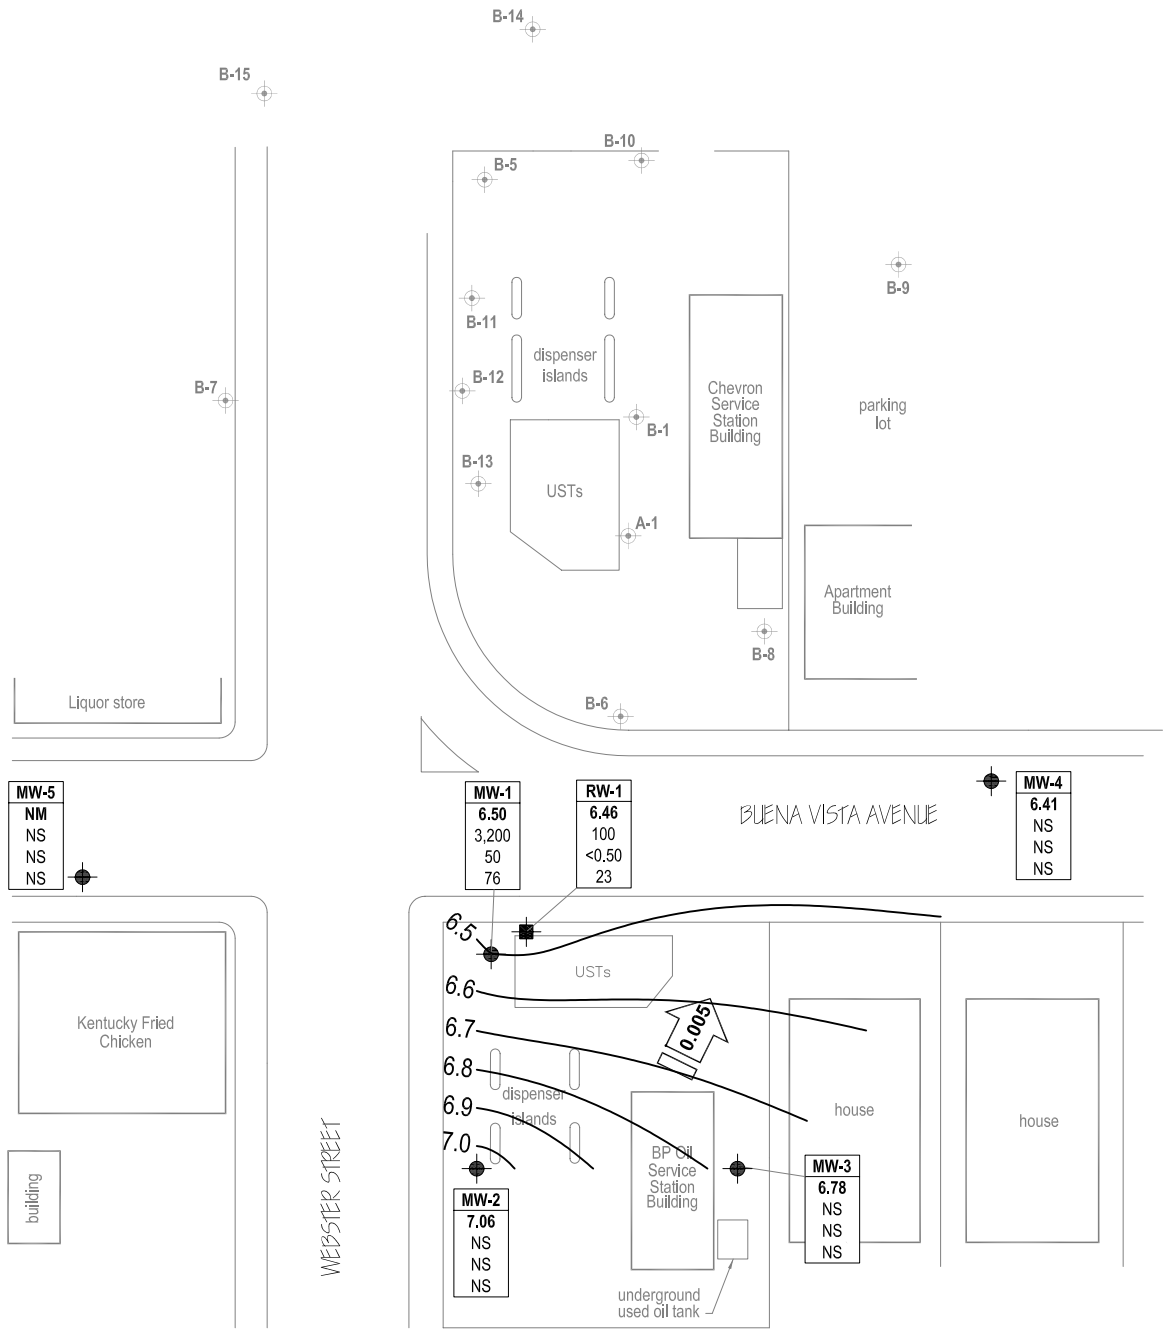 B-14
B-15
B-10
B-5
B-9
B-11
dispenser
islands
B-12
B-7
Chevron
Service
Station
Building
parking
lot
B-1
B-13
USTs
A-1
Apartment
Building
B-8
Liquor store
B-6
MW-5
NM
NS
NS
NS
MW-1
6.50
3,200
50
76
RW-1
6.46
100
<0.50
23
BUENA VISTA AVENUE
MW-4
6.41
NS
NS
NS
6.5
USTs
6.6
Kentucky Fried
Chicken
6.7
0.005
6.8
dispenser
islands
6.9
house
house
7.0
BP Oil
Service
Station
Building
MW-3
6.78
NS
NS
NS
building
WEBSTER STREET
MW-2
7.06
NS
NS
NS
underground
used oil tank